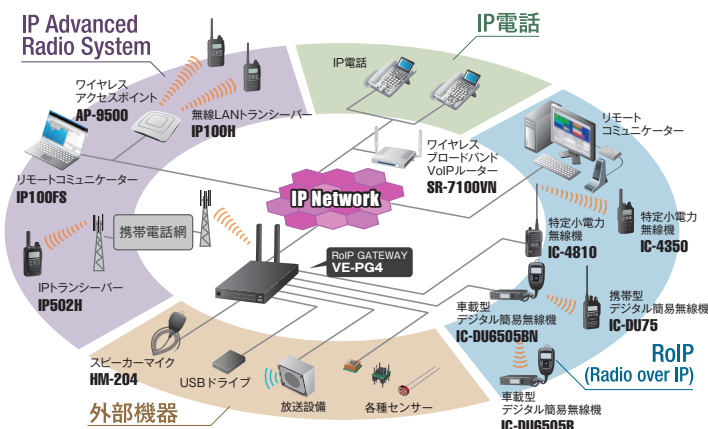 IP Advanced
Radio System
ワイヤレス
アクセスポイント
AP-9500
無線LANトランシーバー
IP100H
リモートコミュニケーター
IP100FS
携帯電話網
IPトランシーバー
IP502H
IP電話
IP電話
ワイヤレス
ブロードバンド
VoIPルーター
SR-7100VN
IP Network
RoIP GATEWAY
VE-PG4
リモート
コミュニケーター
特定小電力
無線機
IC-4810
特定小電力
無線機
IC-4350
車載型
デジタル簡易無線機
IC-DU6505BN
携帯型
デジタル簡易無線機
IC-DU75
車載型
デジタル簡易無線機
IC-DU6505B
RoIP
(Radio over IP)
スピーカーマイク
HM-204
USBドライブ
放送設備
各種センサー
外部機器